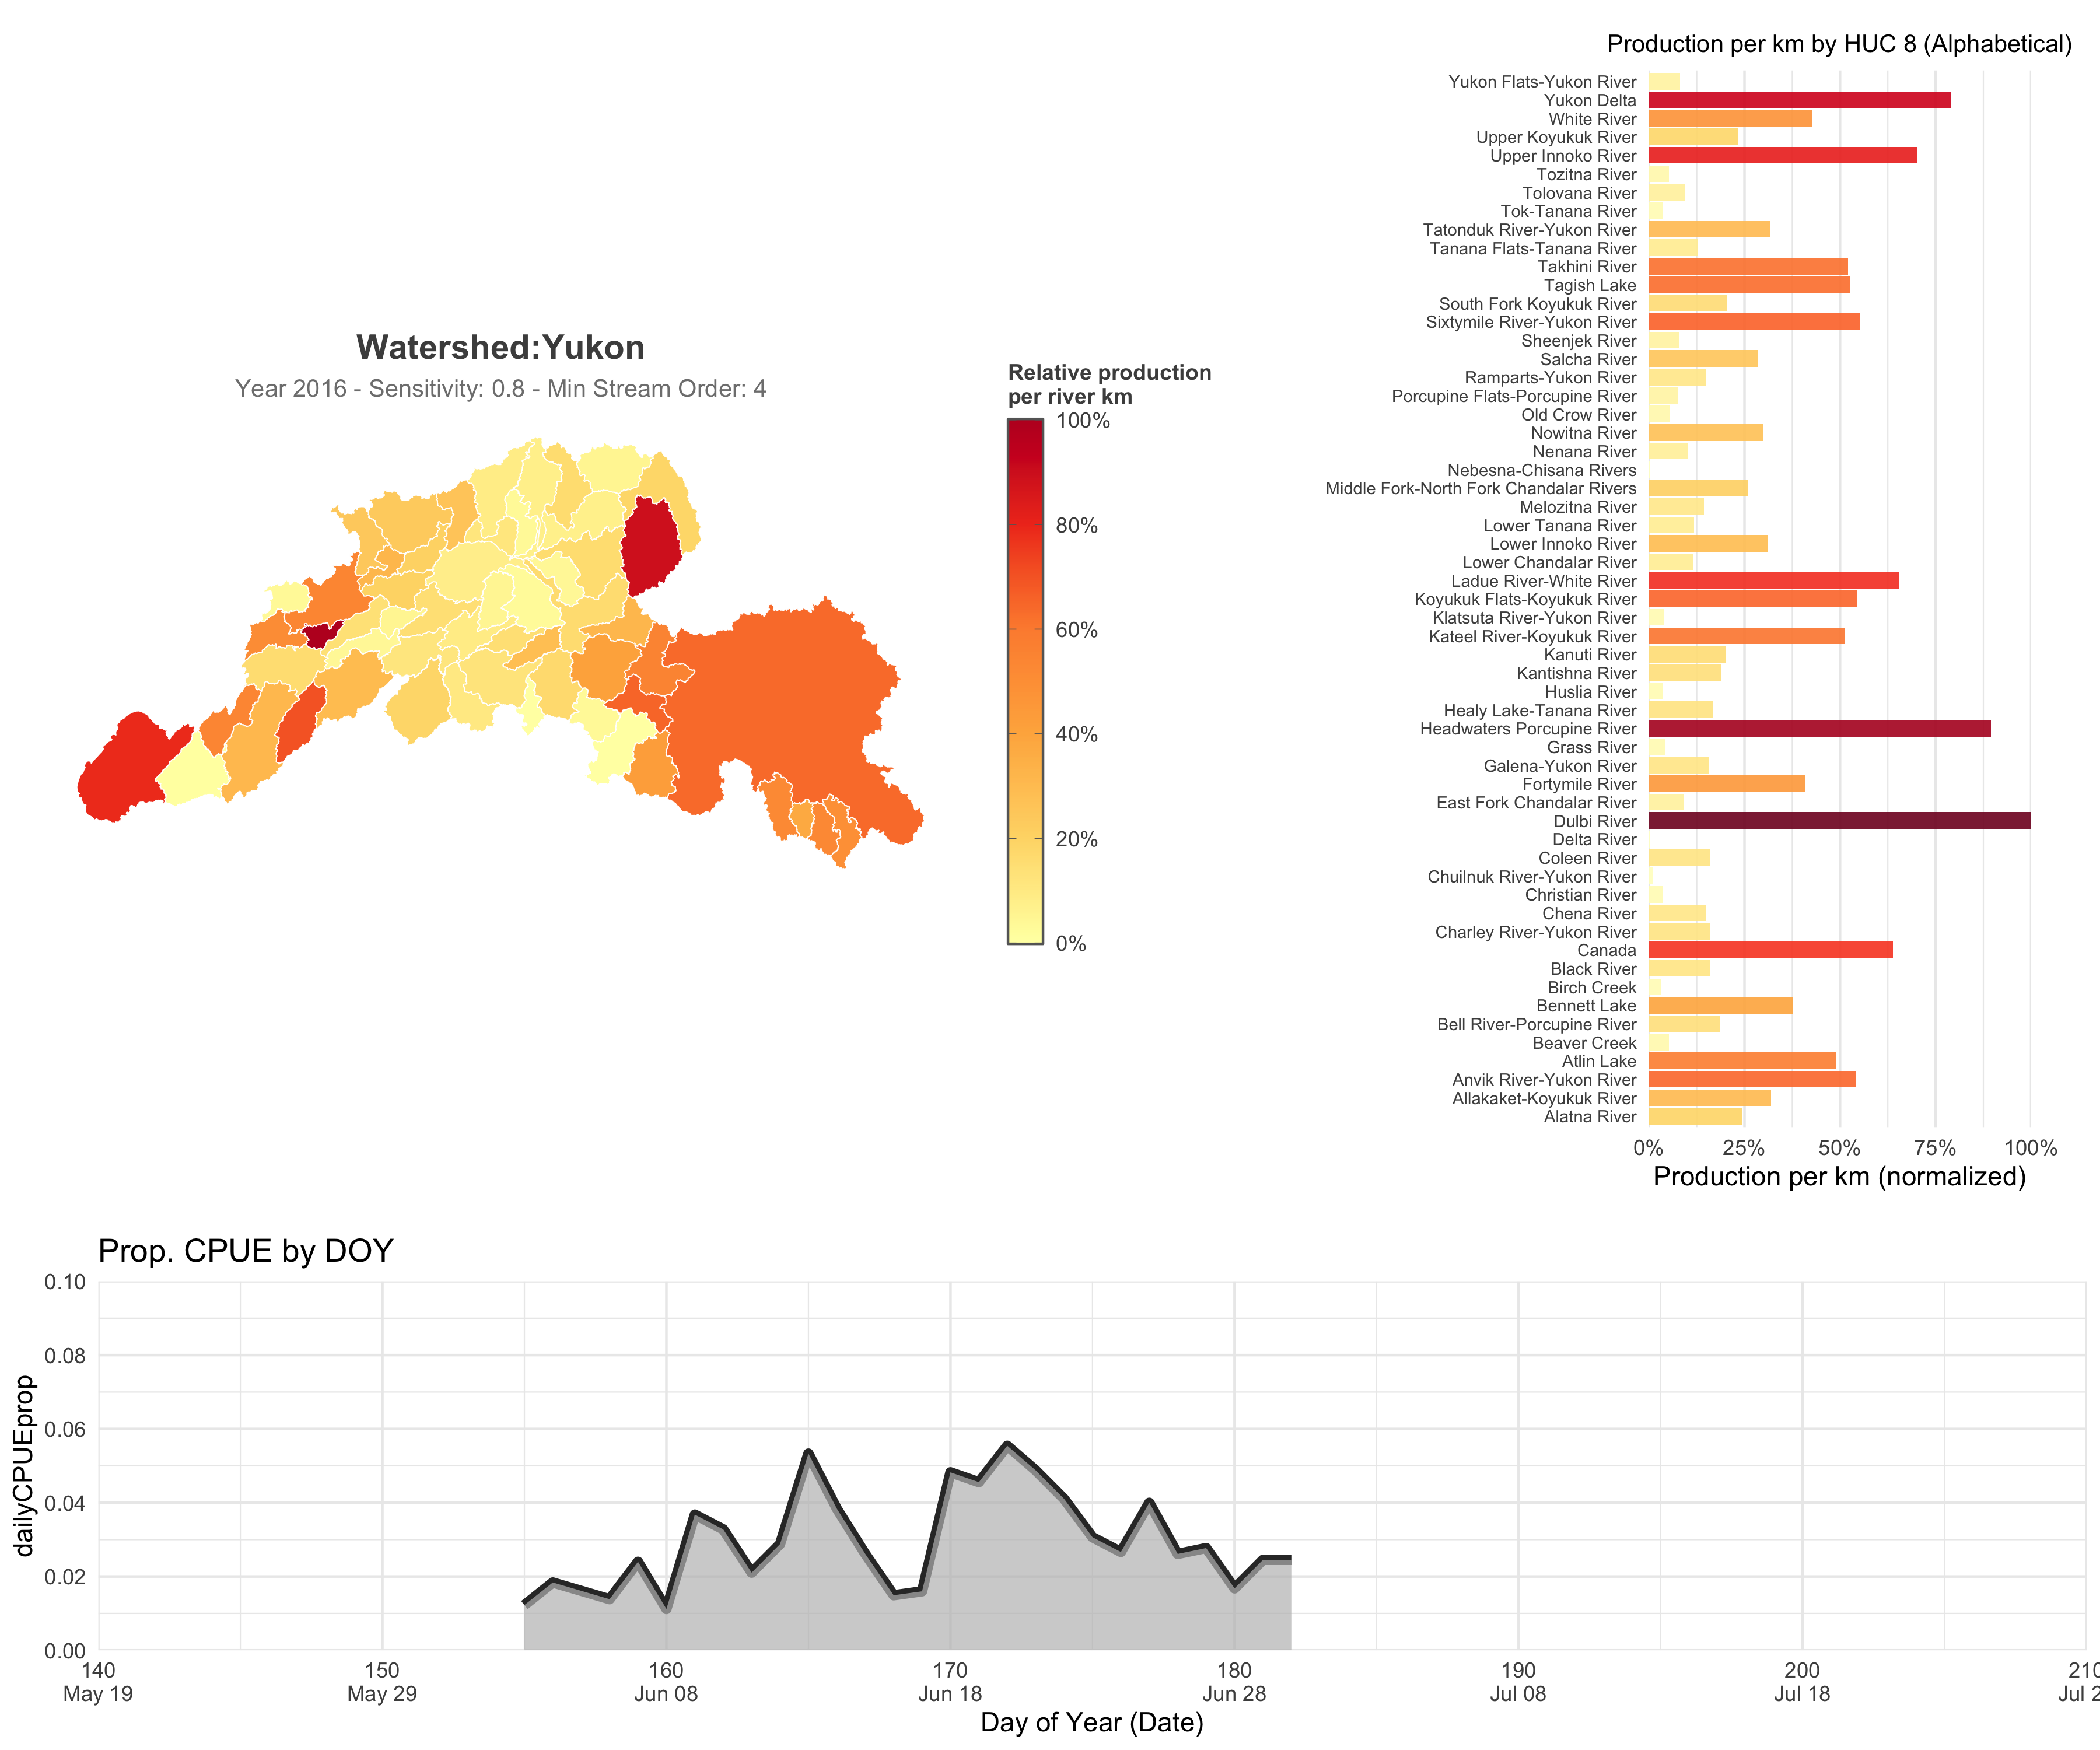 Production per km by HUC 8 (Alphabetical)
Yukon Flats-Yukon River
Yukon Delta
White River
Upper Koyukuk River
Upper Innoko River
Tozitna River
Tolovana River
Tok-Tanana River
Tatonduk River-Yukon River
Tanana Flats-Tanana River
Takhini River
Tagish Lake
South Fork Koyukuk River
Sixtymile River-Yukon River
Sheenjek River
Salcha River
Ramparts-Yukon River
Porcupine Flats-Porcupine River
Old Crow River
Nowitna River
Nenana River
Nebesna-Chisana Rivers
Middle Fork-North Fork Chandalar Rivers
Melozitna River
Lower Tanana River
Lower Innoko River
Lower Chandalar River
Ladue River-White River
Koyukuk Flats-Koyukuk River
Klatsuta River-Yukon River
Kateel River-Koyukuk River
Kanuti River
Kantishna River
Huslia River
Healy Lake-Tanana River
Headwaters Porcupine River
Grass River
Galena-Yukon River
Fortymile River
East Fork Chandalar River
Dulbi River
Delta River
Coleen River
Chuilnuk River-Yukon River
Christian River
Chena River
Charley River-Yukon River
Canada
Black River
Birch Creek
Bennett Lake
Bell River-Porcupine River
Beaver Creek
Atlin Lake
Anvik River-Yukon River
Allakaket-Koyukuk River
Alatna River
0% 25% 50% 75% 100%
Production per km (normalized)
Watershed:Yukon
Year 2016 - Sensitivity: 0.8 - Min Stream Order: 4
Relative production
per river km
100%
80%
60%
40%
20%
0%
Prop. CPUE by DOY
dailyCPUEprop
0.10
0.08
0.06
0.04
0.02
0.00
140 150 160 170 180 190 200 210
May 19 May 29 Jun 08 Jun 18 Jun 28 Jul 08 Jul 18 Jul 2
Day of Year (Date)